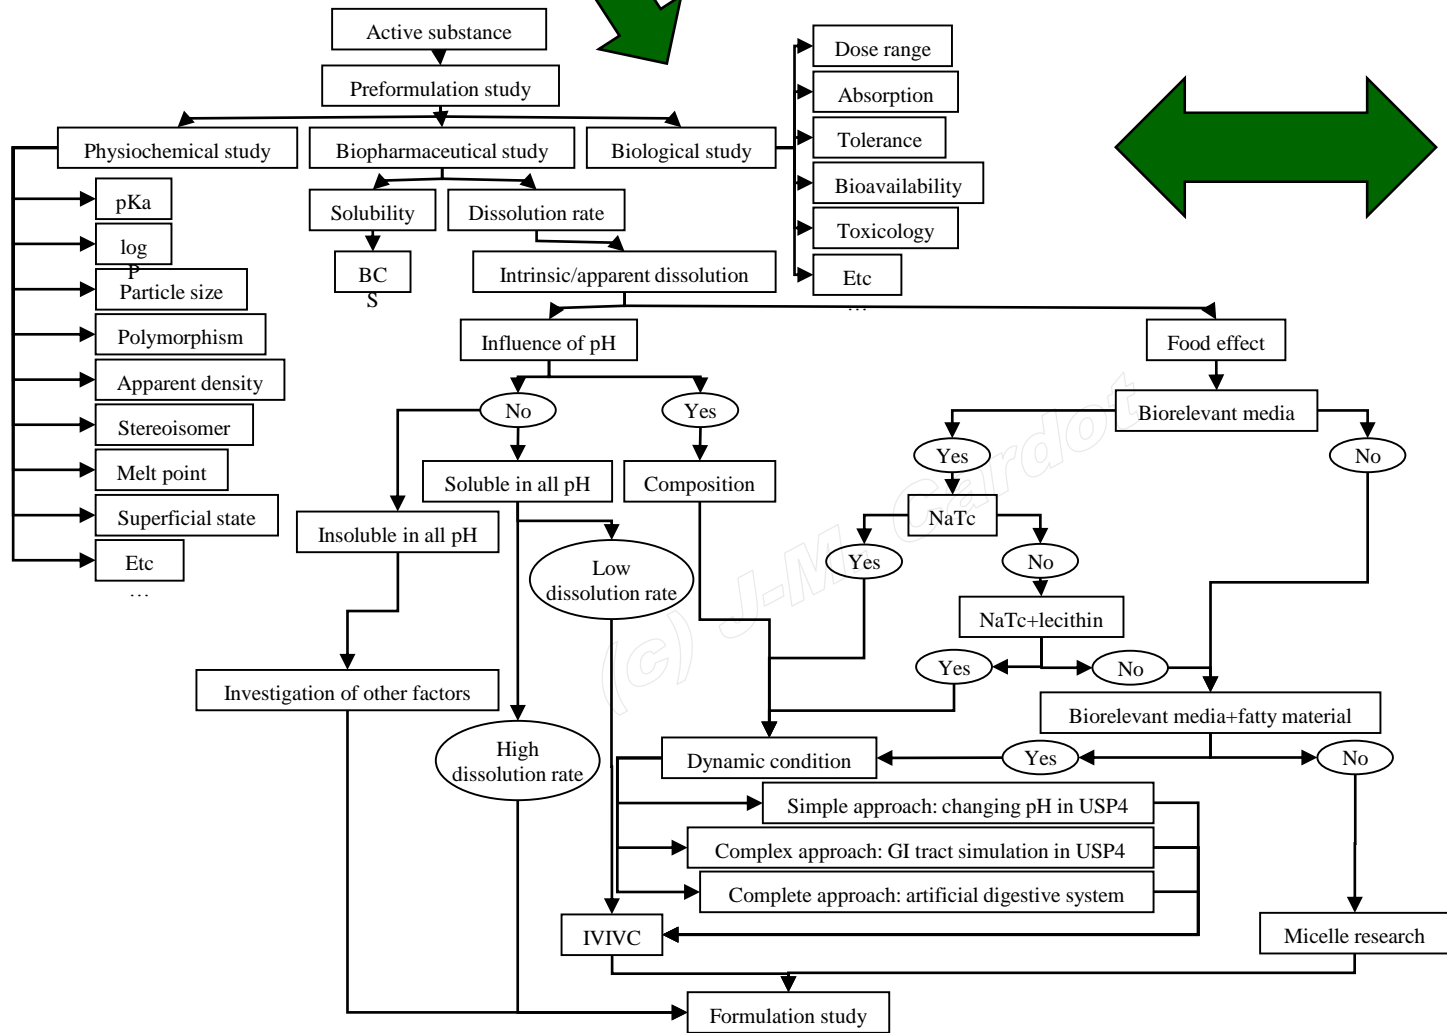 Active substance
Preformulation study
Physiochemical study
Biopharmaceutical study
Biological study
Dose range
Absorption
Tolerance
Bioavailability
Toxicology
Etc
…
pKa
log
P
Particle size
Polymorphism
Apparent density
Stereoisomer
Melt point
Superficial state
Etc
…
Solubility
Dissolution rate
BC
S
Intrinsic/apparent dissolution
Influence of pH
Food effect
No
Yes
Biorelevant media
Yes
No
Soluble in all pH
Composition
NaTc
Insoluble in all pH
Low
dissolution rate
Yes
No
NaTc+lecithin
Yes
No
Investigation of other factors
Biorelevant media+fatty material
High
dissolution rate
Dynamic condition
Yes
No
Simple approach: changing pH in USP4
Complex approach: GI tract simulation in USP4
Complete approach: artificial digestive system
IVIVC
Micelle research
Formulation study
(c) J-M. Cardot